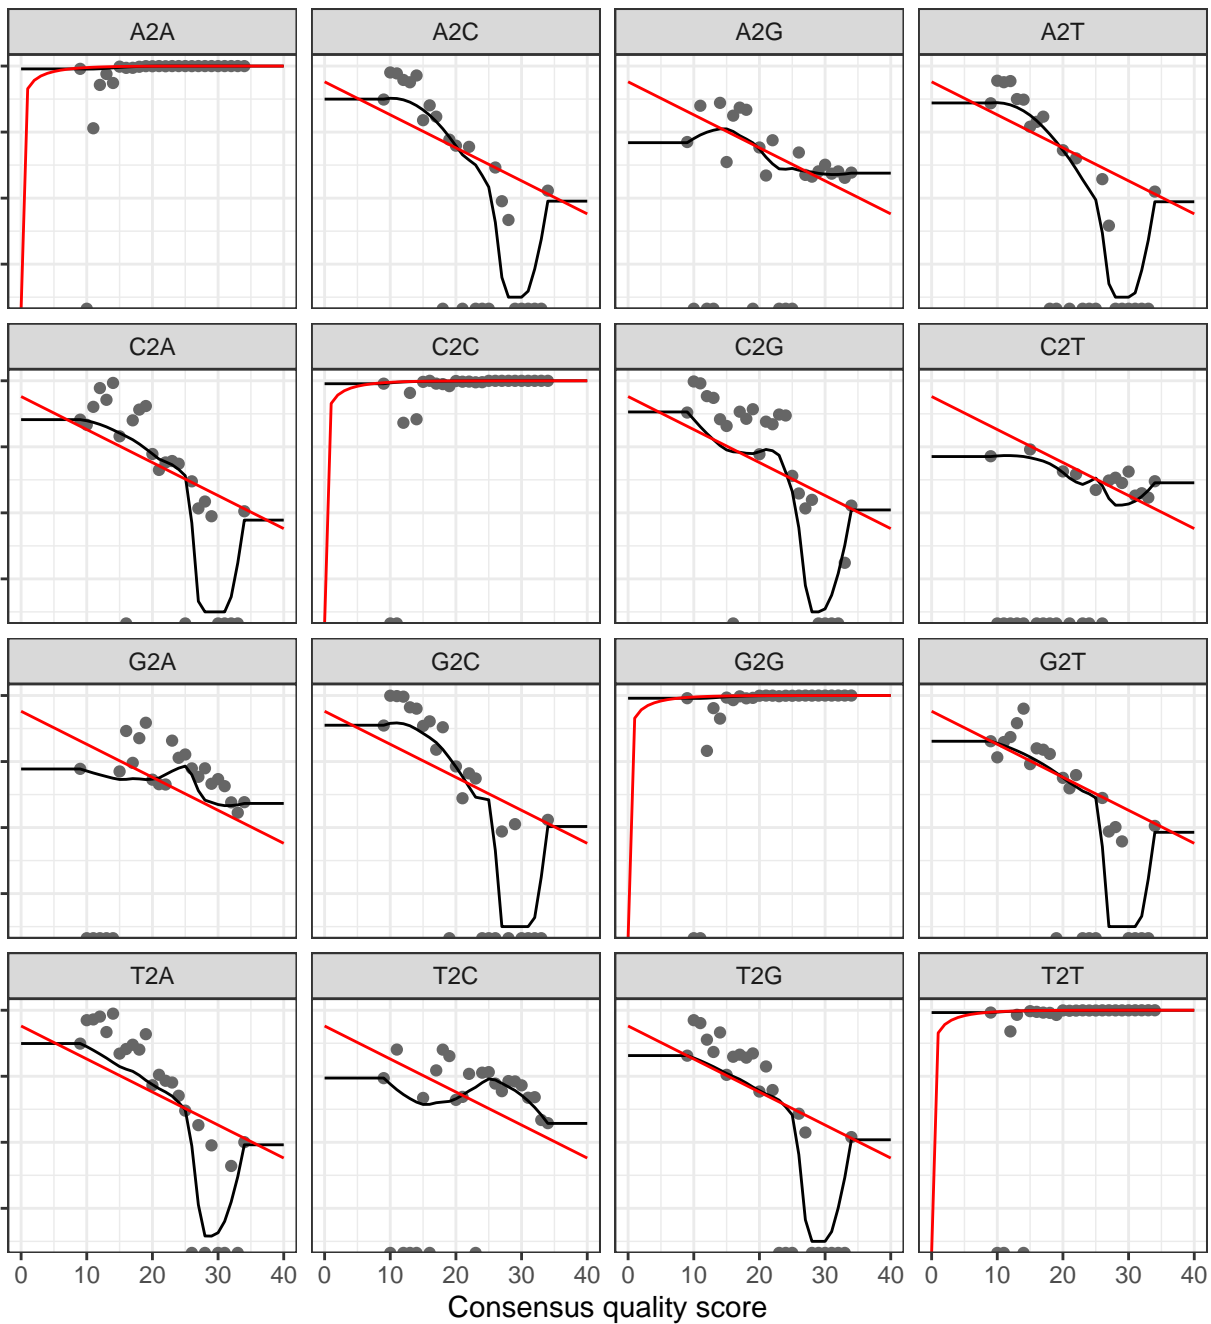 A2A A2C A2G A2T
C2A C2C C2G C2T
G2A G2C G2G G2T
T2A T2C T2G T2T
0 10 20 30 40 0 10 20 30 40 0 10 20 30 40 0 10 20 30 40
Consensus quality score